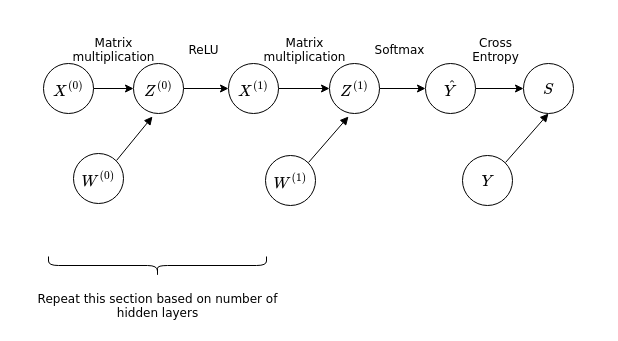 Matrix
multiplication
ReLU
Matrix
multiplication
Softmax
Cross
Entropy
X^{(0)}
Z^{(0)}
X^{(1)}
Z^{(1)}
Ŷ
S
W^{(0)}
W^{(1)}
Y
Repeat this section based on number of
hidden layers